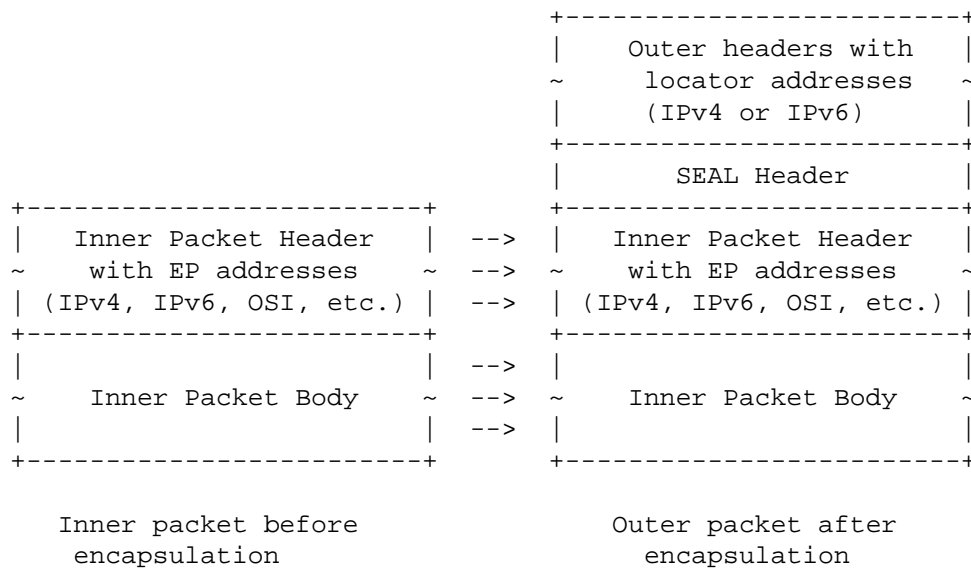 +-------------------------+
|    Outer headers with   |
~     locator addresses   ~
|     (IPv4 or IPv6)      |
+-------------------------+
|       SEAL Header       |
+-------------------------+      +-------------------------+
|   Inner Packet Header   | --> |   Inner Packet Header   |
~    with EP addresses    ~ --> ~    with EP addresses    ~
| (IPv4, IPv6, OSI, etc.) | --> | (IPv4, IPv6, OSI, etc.) |
+-------------------------+      +-------------------------+
|                         | --> |                         |
~    Inner Packet Body    ~ --> ~    Inner Packet Body    ~
|                         | --> |                         |
+-------------------------+      +-------------------------+
Inner packet before              Outer packet after
encapsulation                    encapsulation